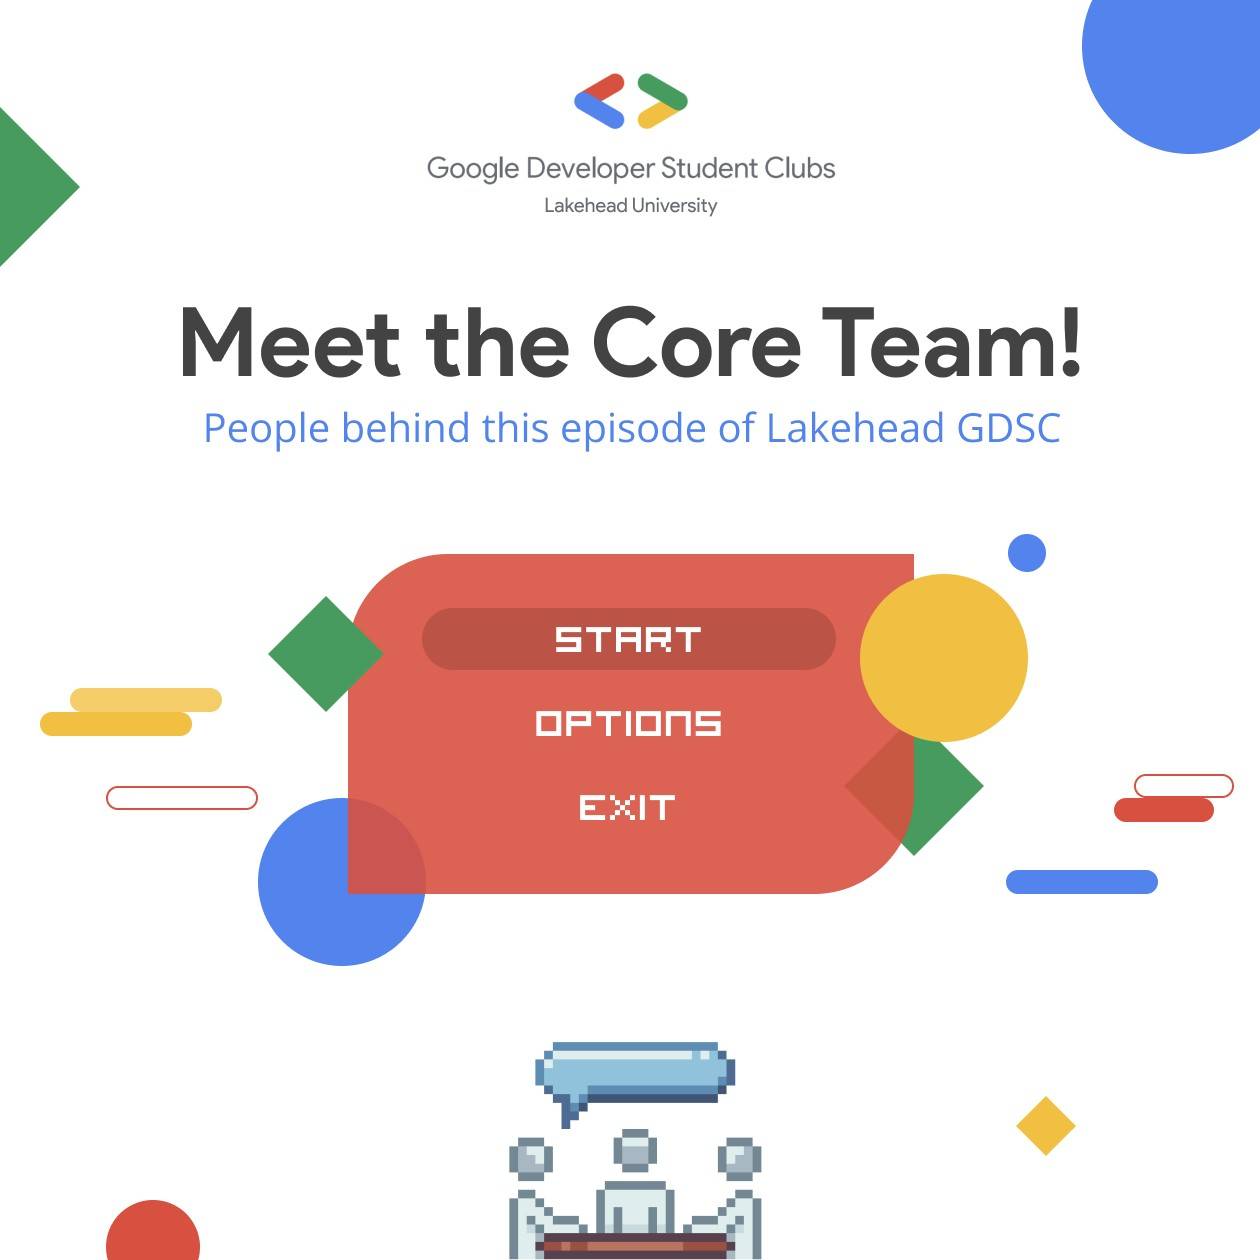 Google Developer Student Clubs
Lakehead University
Meet the Core Team!
People behind this episode of Lakehead GDSC
START
OPTIONS
EXIT